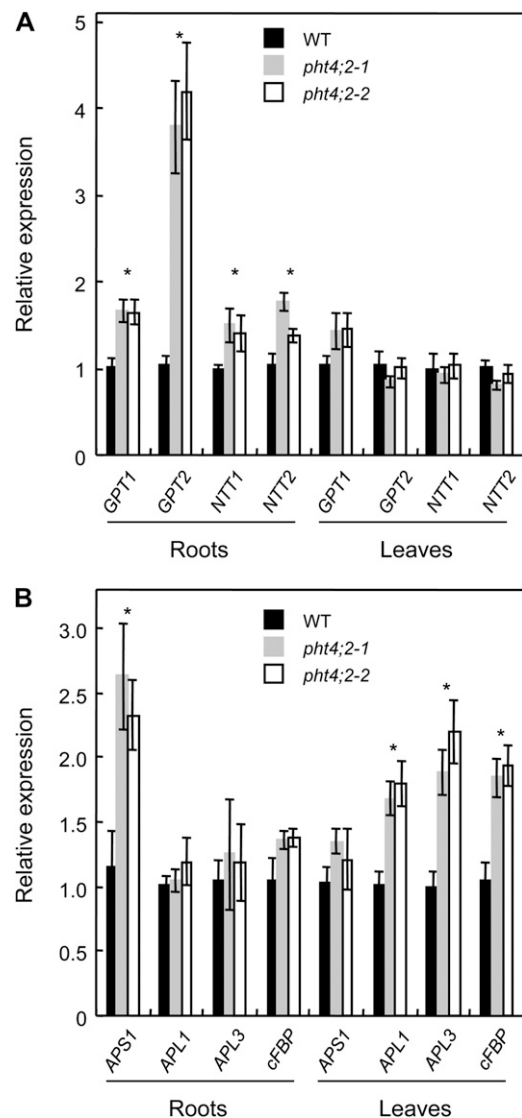 A
WT
pht4;2-1
pht4;2-2
*
* * *
5
4
3
2
1
0
Relative expression
GPT1 GPT2 NTT1 NTT2 GPT1 GPT2 NTT1 NTT2
Roots Leaves
B
WT
pht4;2-1
pht4;2-2
* * * *
3.0
2.5
2.0
1.5
1.0
0.5
0
Relative expression
APS1 APL1 APL3 cFBP APS1 APL1 APL3 cFBP
Roots Leaves